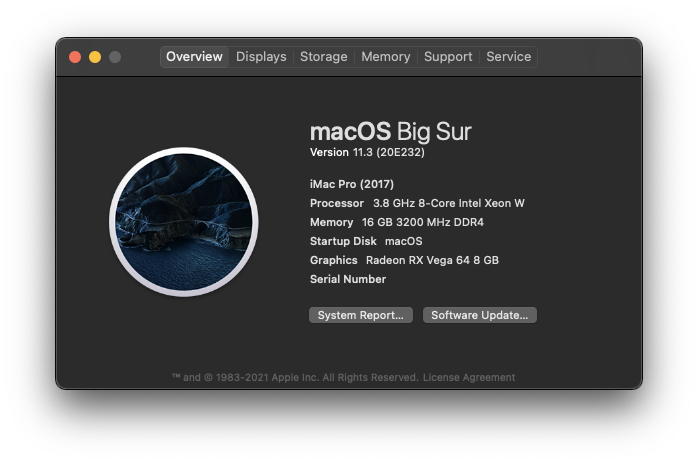 Overview Displays Storage Memory Support Service
macOS Big Sur
Version 11.3 (20E232)
iMac Pro (2017)
Processor 3.8 GHz 8-Core Intel Xeon W
Memory 16 GB 3200 MHz DDR4
Startup Disk macOS
Graphics Radeon RX Vega 64 8 GB
Serial Number
System Report... Software Update...
™ and © 1983-2021 Apple Inc. All Rights Reserved. License Agreement